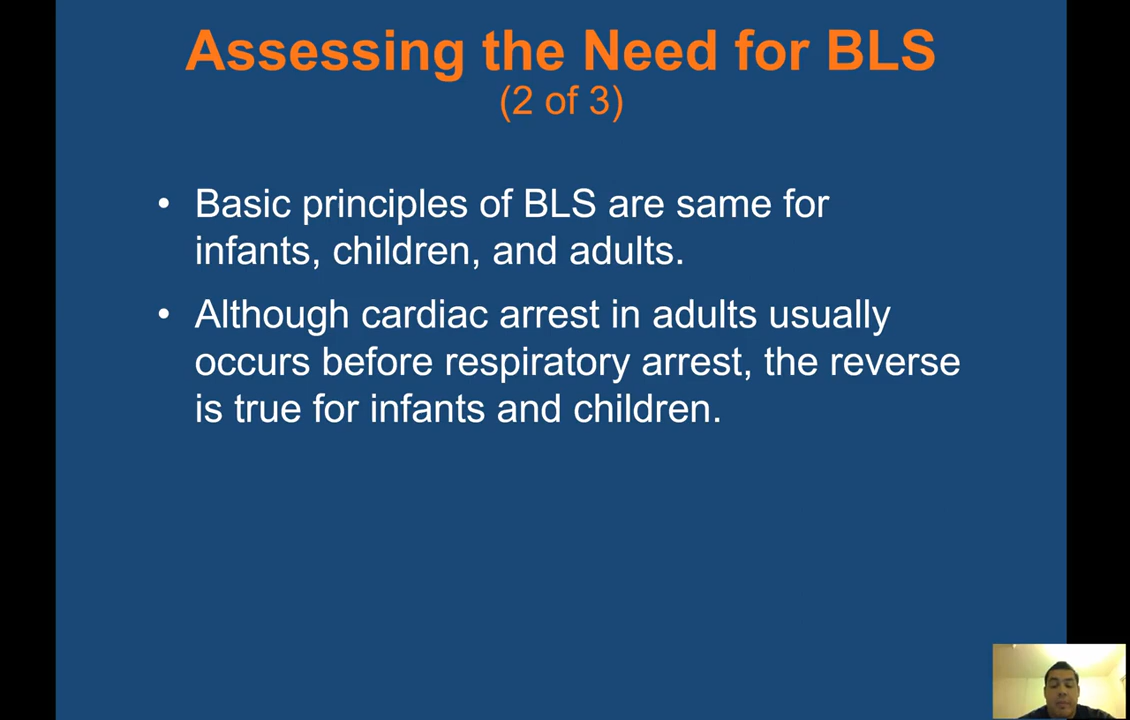 Assessing the Need for BLS
(2 of 3)
• Basic principles of BLS are same for
infants, children, and adults.
• Although cardiac arrest in adults usually
occurs before respiratory arrest, the reverse
is true for infants and children.